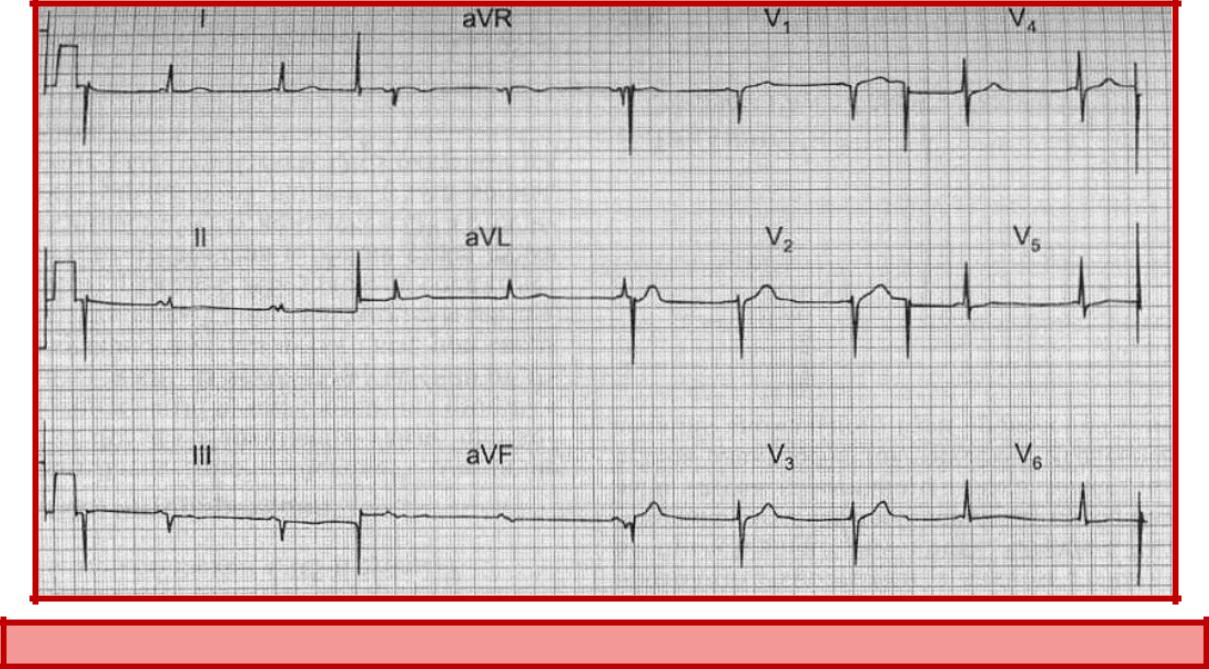 I aVR V₁ V₄
II aVL V₂ V₅
III aVF V₃ V₆